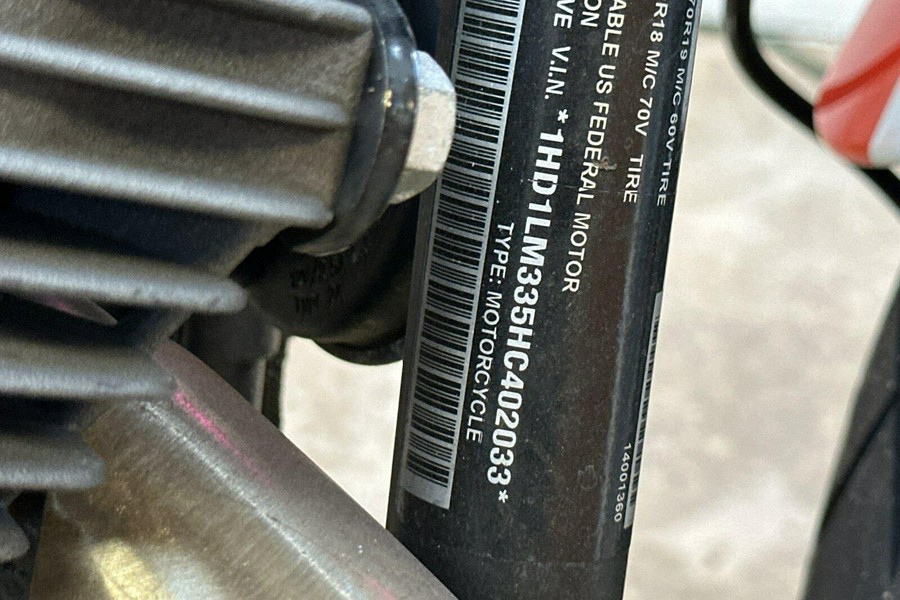 70R19 M/C 60V TIRE
R18 M/C 70V TIRE
ABLE US FEDERAL MOTOR
ON
VE V.I.N. *1HD1LM335HC402033*
TYPE: MOTORCYCLE
14001360